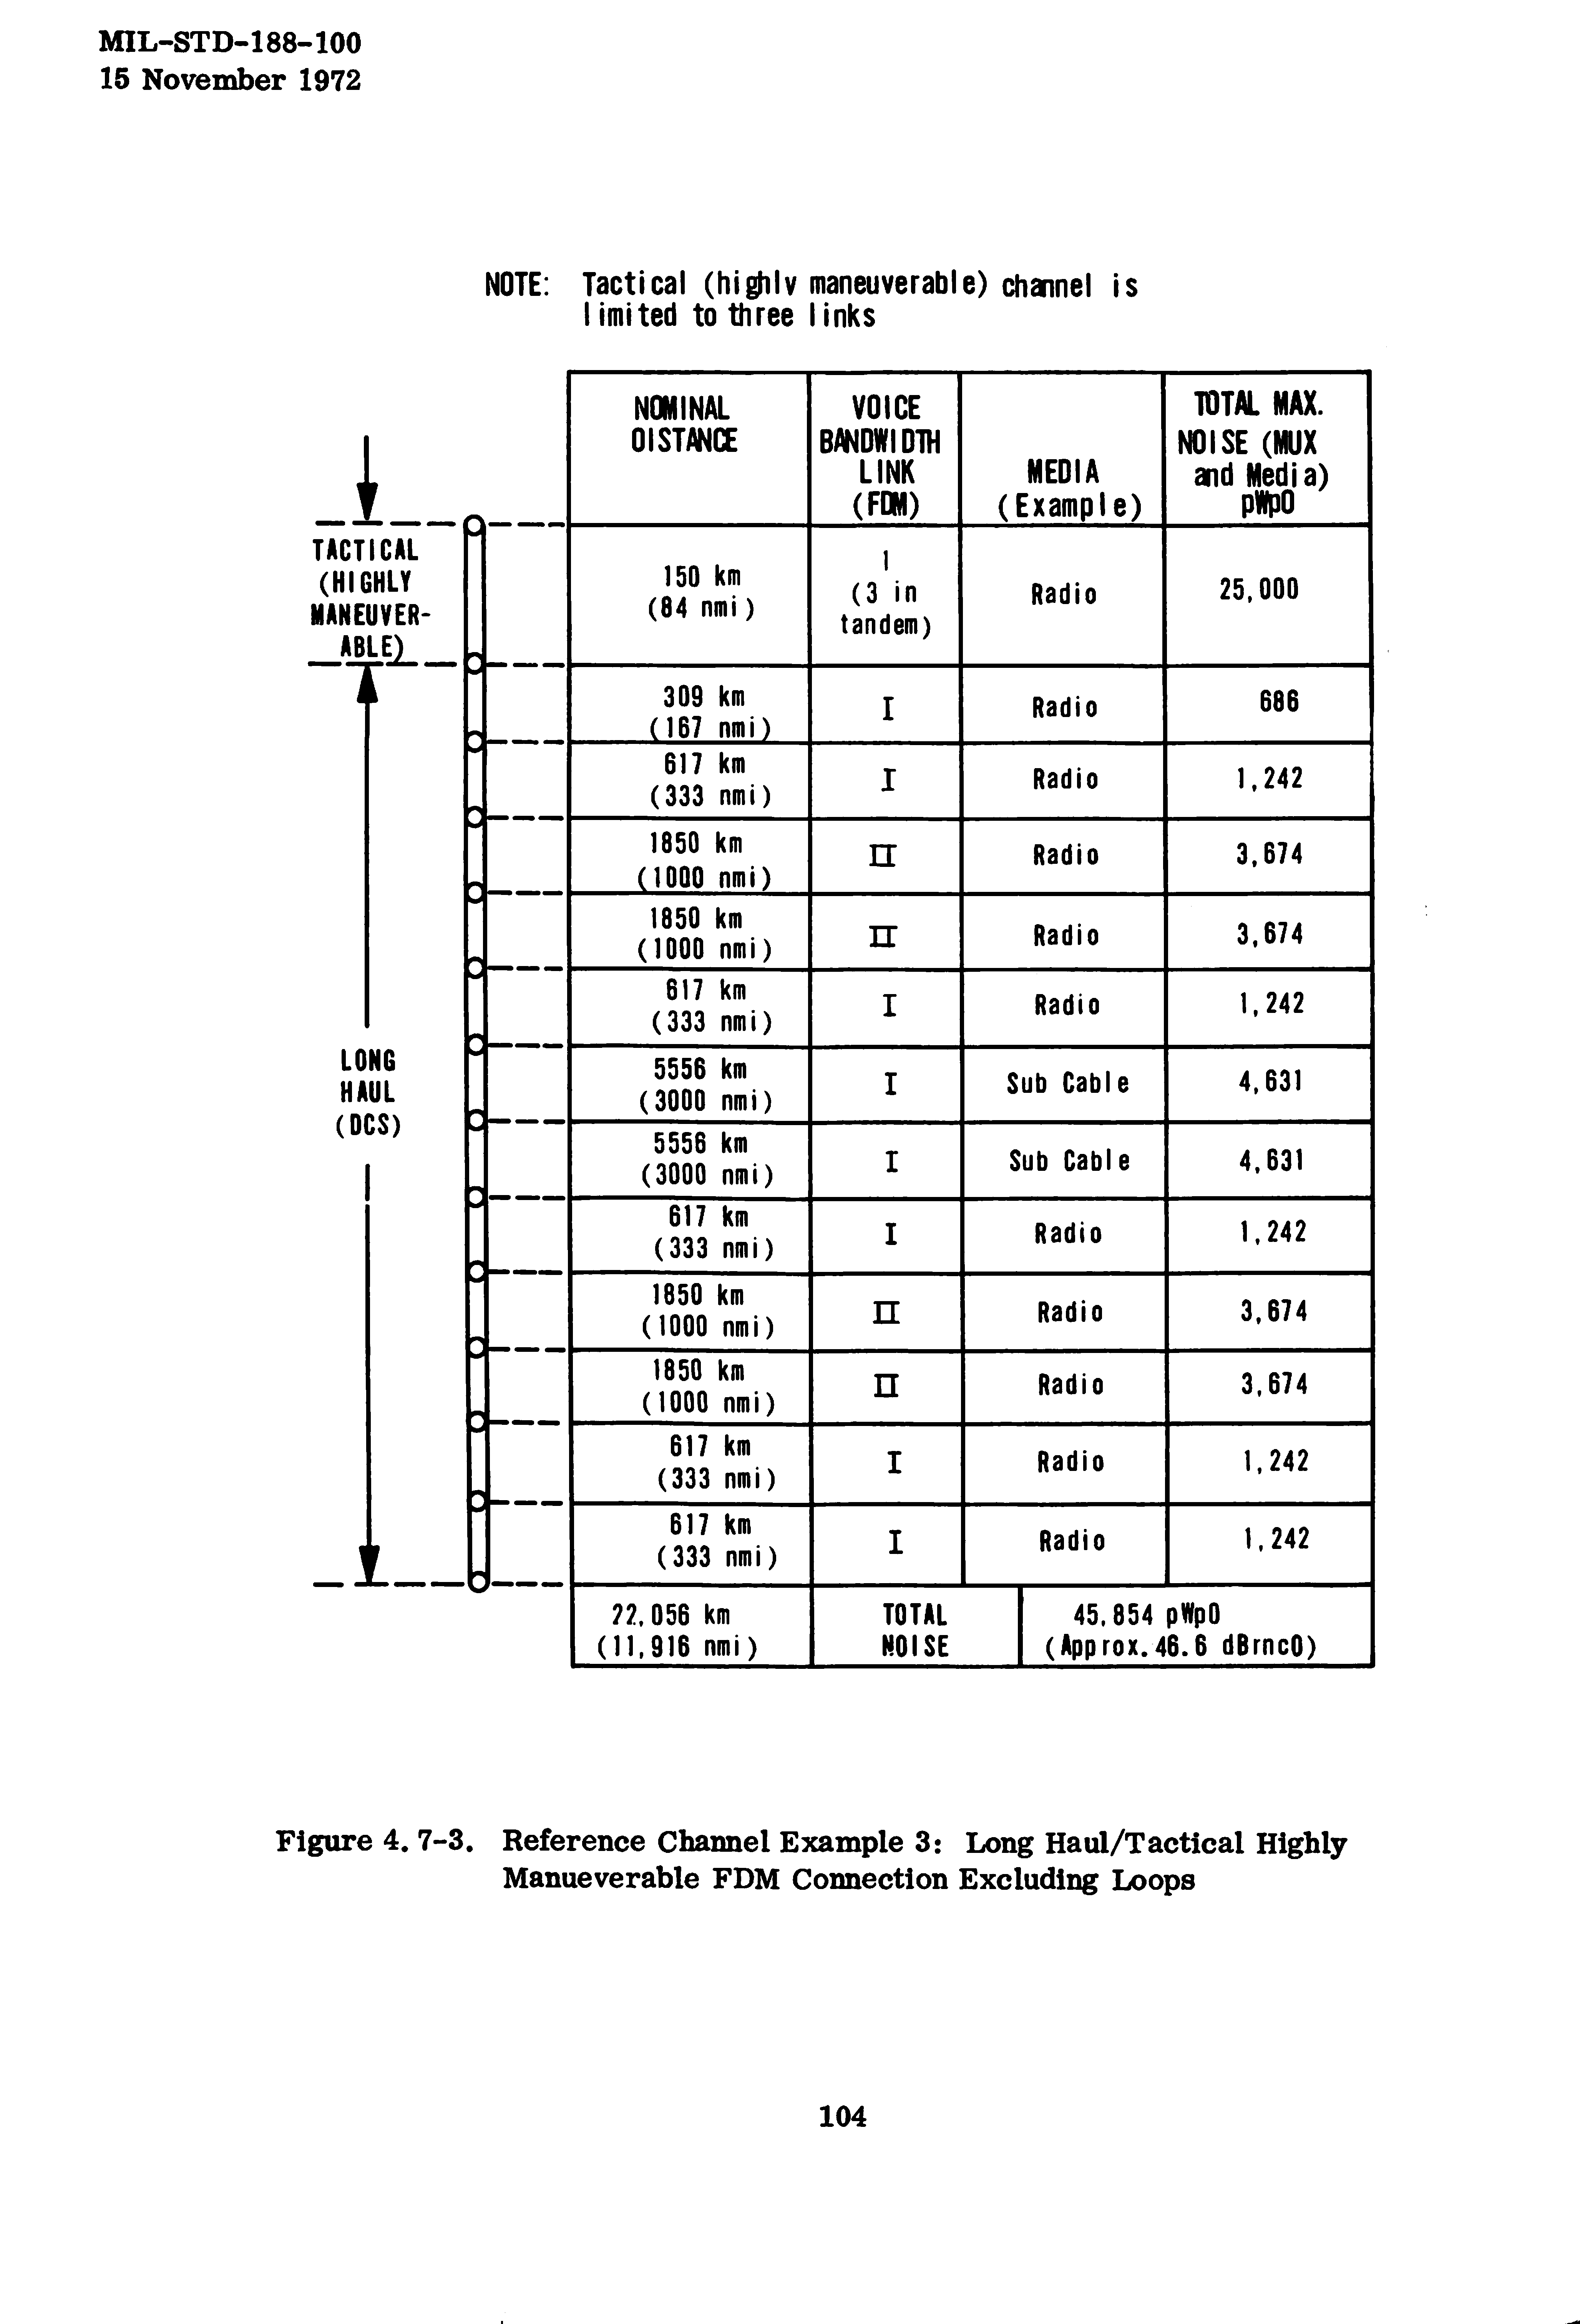 MIL-STD-188-100
15 November 1972
NOTE: Tactical (highlv maneuverable) channel is
limited to three links
NOMINAL
DISTANCE
VOICE
BANDWIDTH
LINK
(FDM)
MEDIA
(Example)
TOTAL MAX.
NOISE (MUX
and Media)
pWp0
TACTICAL
(HIGHLY
MANEUVER-
ABLE)
150 km
(84 nmi)
1
(3 in
tandem)
Radio
25,000
309 km
(167 nmi)
I
Radio
686
617 km
(333 nmi)
I
Radio
1,242
1850 km
(1000 nmi)
II
Radio
3,674
1850 km
(1000 nmi)
II
Radio
3,674
617 km
(333 nmi)
I
Radio
1,242
LONG
HAUL
(DCS)
5556 km
(3000 nmi)
I
Sub Cable
4,631
5556 km
(3000 nmi)
I
Sub Cable
4,631
617 km
(333 nmi)
I
Radio
1,242
1850 km
(1000 nmi)
II
Radio
3,674
1850 km
(1000 nmi)
II
Radio
3,674
617 km
(333 nmi)
I
Radio
1,242
617 km
(333 nmi)
I
Radio
1,242
22,056 km
(11,916 nmi)
TOTAL
NOISE
45,854 pWp0
(Approx. 46.6 dBrnc0)
Figure 4.7-3. Reference Channel Example 3: Long Haul/Tactical Highly
Manueverable FDM Connection Excluding Loops
104